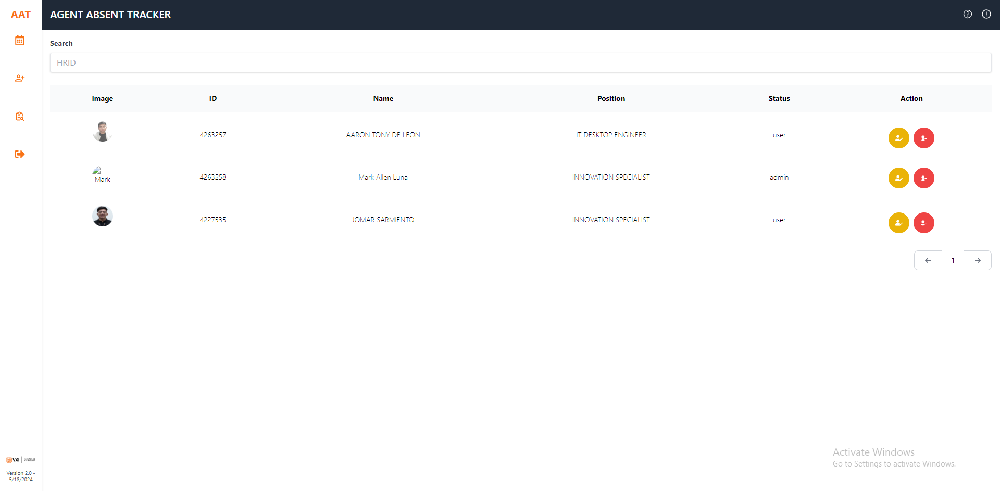 AAT
AGENT ABSENT TRACKER
Search
HRID
Image ID Name Position Status Action
4263257 AARON TONY DE LEON IT DESKTOP ENGINEER user
Mark 4263258 Mark Allen Luna INNOVATION SPECIALIST admin
4227535 JOMAR SARMIENTO INNOVATION SPECIALIST user
1
Activate Windows
Go to Settings to activate Windows.
VXI
Version 2.0 -
5/18/2024